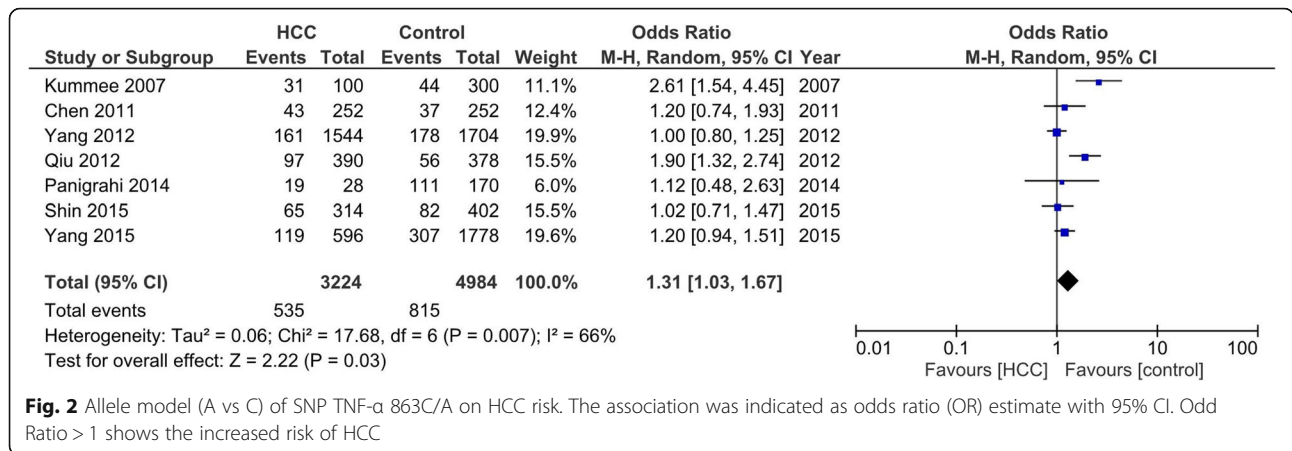 HCC Control Odds Ratio Odds Ratio
Study or Subgroup Events Total Events Total Weight M-H, Random, 95% CI Year M-H, Random, 95% CI
Kummee 2007 31 100 44 300 11.1% 2.61 [1.54, 4.45] 2007
Chen 2011 43 252 37 252 12.4% 1.20 [0.74, 1.93] 2011
Yang 2012 161 1544 178 1704 19.9% 1.00 [0.80, 1.25] 2012
Qiu 2012 97 390 56 378 15.5% 1.90 [1.32, 2.74] 2012
Panigrahi 2014 19 28 111 170 6.0% 1.12 [0.48, 2.63] 2014
Shin 2015 65 314 82 402 15.5% 1.02 [0.71, 1.47] 2015
Yang 2015 119 596 307 1778 19.6% 1.20 [0.94, 1.51] 2015
Total (95% CI) 3224 4984 100.0% 1.31 [1.03, 1.67]
Total events 535 815
Heterogeneity: Tau² = 0.06; Chi² = 17.68, df = 6 (P = 0.007); I² = 66%
Test for overall effect: Z = 2.22 (P = 0.03)
0.01 0.1 1 10 100
Favours [HCC] Favours [control]
Fig. 2 Allele model (A vs C) of SNP TNF-α 863C/A on HCC risk. The association was indicated as odds ratio (OR) estimate with 95% CI. Odd
Ratio > 1 shows the increased risk of HCC